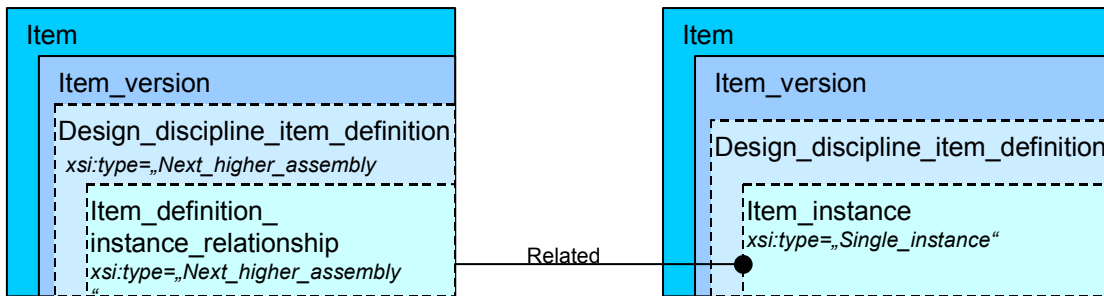 Item
Item_version
Design_discipline_item_definition
xsi:type=„Next_higher_assembly
Item_definition_
instance_relationship
xsi:type=„Next_higher_assembly
“
Related
Item
Item_version
Design_discipline_item_definition
Item_instance
xsi:type=„Single_instance“